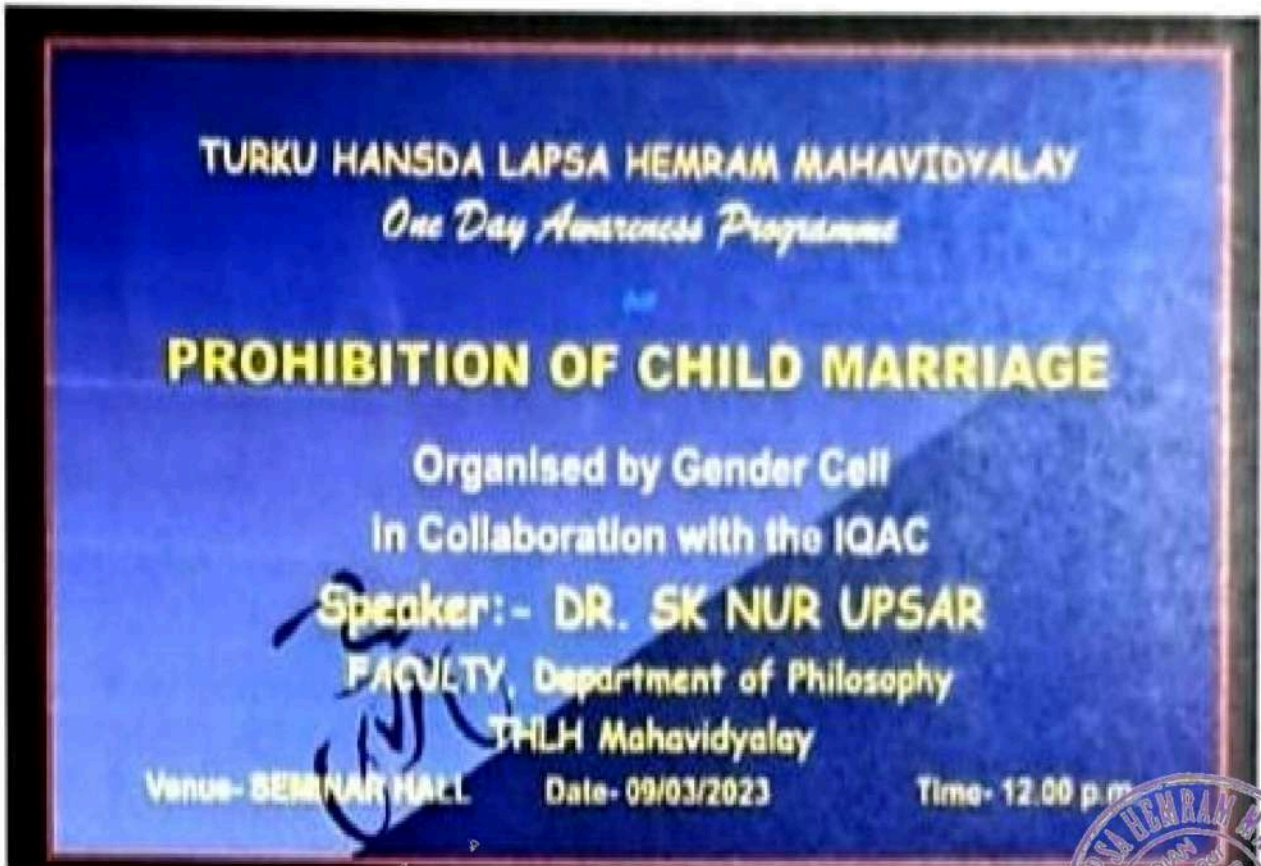 TURKU HANSDA LAPSA HEMRAM MAHAVIDYALAY
One Day Awareness Programme
PROHIBITION OF CHILD MARRIAGE
Organised by Gender Cell
in Collaboration with the IQAC
Speaker:- DR. SK NUR UPSAR
FACULTY, Department of Philosophy
THLH Mahavidyalay
Venue- SEMINAR HALL Date- 09/03/2023 Time- 12.00 p.m
SA HEMRAM M